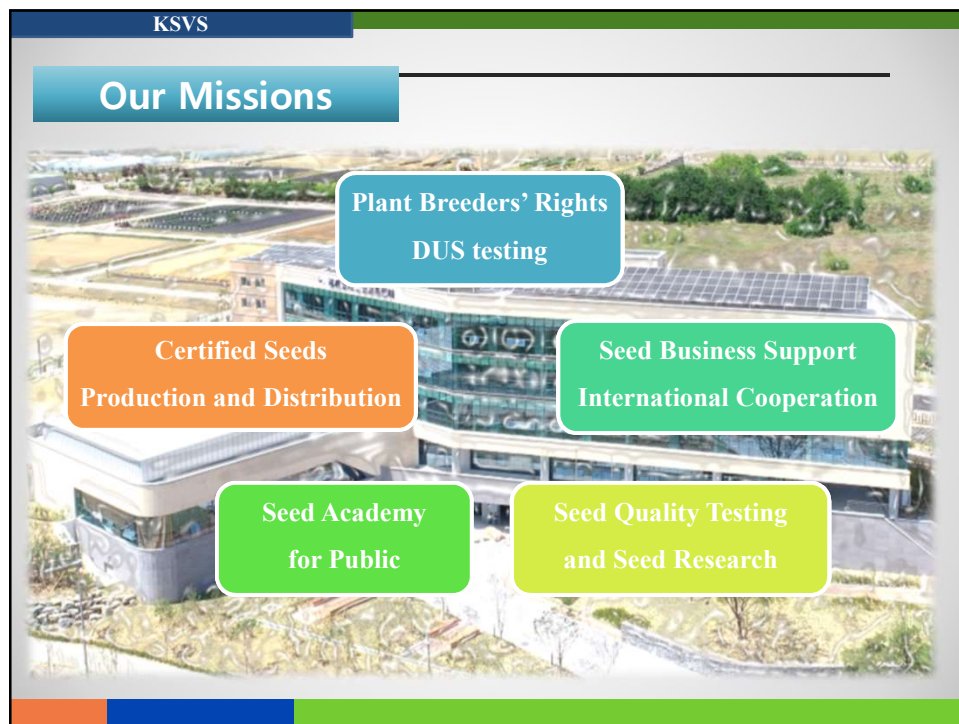 KSVS
Our Missions
Plant Breeders’ Rights
DUS testing
Certified Seeds
Production and Distribution
Seed Business Support
International Cooperation
Seed Academy
for Public
Seed Quality Testing
and Seed Research